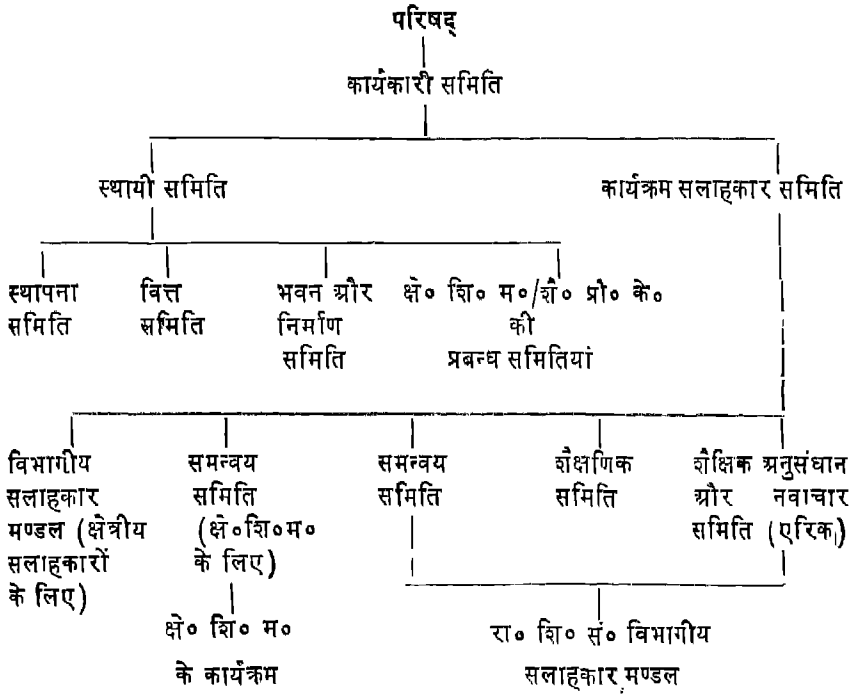 परिषद्
कार्यकारी समिति
स्थायी समिति
कार्यक्रम सलाहकार समिति
स्थापना
समिति
वित्त
समिति
भवन और
निर्माण
समिति
क्षे० शि० म०/शै० प्रौ० के०
की
प्रबन्ध समितियां
विभागीय
सलाहकार
मण्डल (क्षेत्रीय
सलाहकारों
के लिए)
समन्वय
समिति
(क्षे०शि०म०
के लिए)
समन्वय
समिति
शैक्षणिक
समिति
शैक्षिक अनुसंधान
और नवाचार
समिति (एरिक)
क्षे० शि० म०
के कार्यक्रम
रा० शि० सं० विभागीय
सलाहकार मण्डल